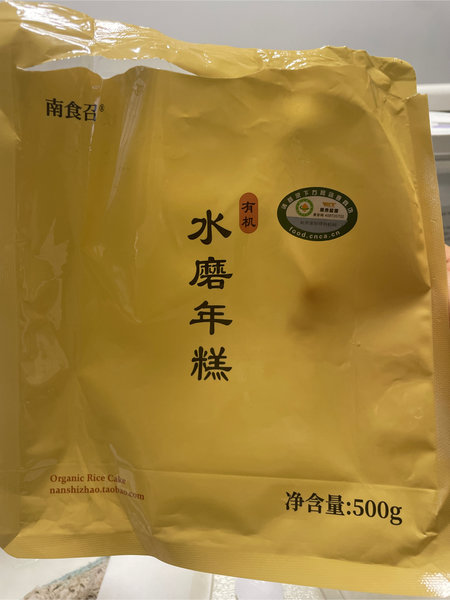 南食召®
有机
水磨年糕
food.cnca.cn
Organic Rice Cake
nanshizhao.taobao.com
净含量:500g